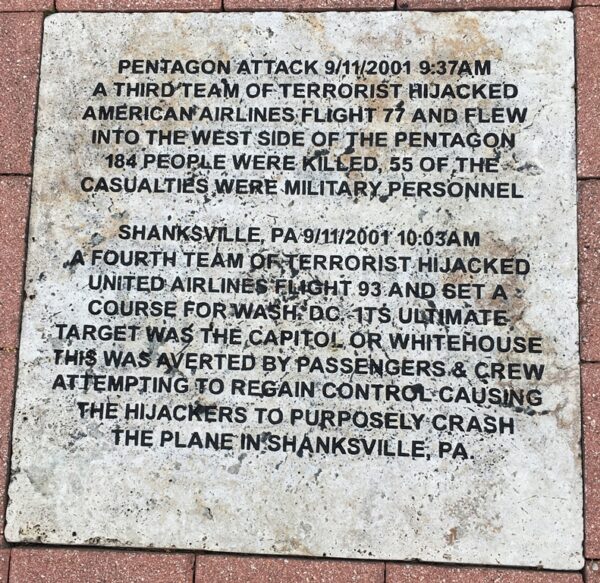 PENTAGON ATTACK 9/11/2001 9:37AM
A THIRD TEAM OF TERRORIST HIJACKED
AMERICAN AIRLINES FLIGHT 77 AND FLEW
INTO THE WEST SIDE OF THE PENTAGON
184 PEOPLE WERE KILLED, 55 OF THE
CASUALTIES WERE MILITARY PERSONNEL
SHANKSVILLE, PA 9/11/2001 10:03AM
A FOURTH TEAM OF TERRORIST HIJACKED
UNITED AIRLINES FLIGHT 93 AND SET A
COURSE FOR WASH. DC. ITS ULTIMATE
TARGET WAS THE CAPITOL OR WHITEHOUSE
THIS WAS AVERTED BY PASSENGERS & CREW
ATTEMPTING TO REGAIN CONTROL CAUSING
THE HIJACKERS TO PURPOSELY CRASH
THE PLANE IN SHANKSVILLE, PA.